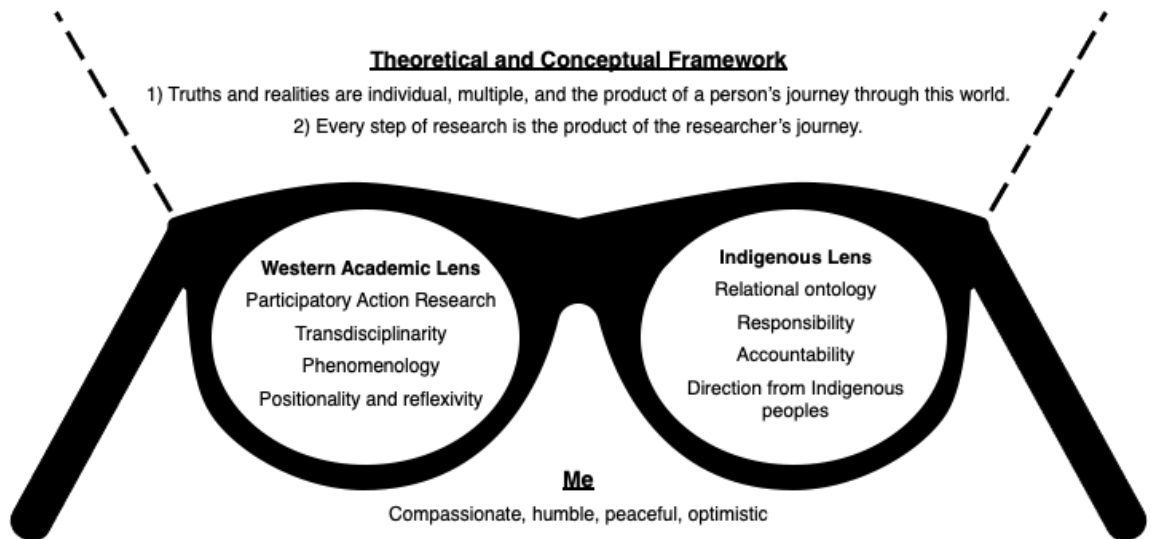 Theoretical and Conceptual Framework
1) Truths and realities are individual, multiple, and the product of a person's journey through this world.
2) Every step of research is the product of the researcher's journey.
Western Academic Lens
Participatory Action Research
Transdisciplinarity
Phenomenology
Positionality and reflexivity
Indigenous Lens
Relational ontology
Responsibility
Accountability
Direction from Indigenous
peoples
Me
Compassionate, humble, peaceful, optimistic